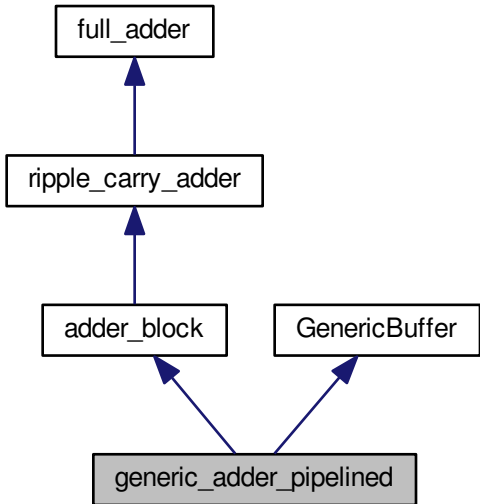 full_adder
ripple_carry_adder
adder_block
GenericBuffer
generic_adder_pipelined